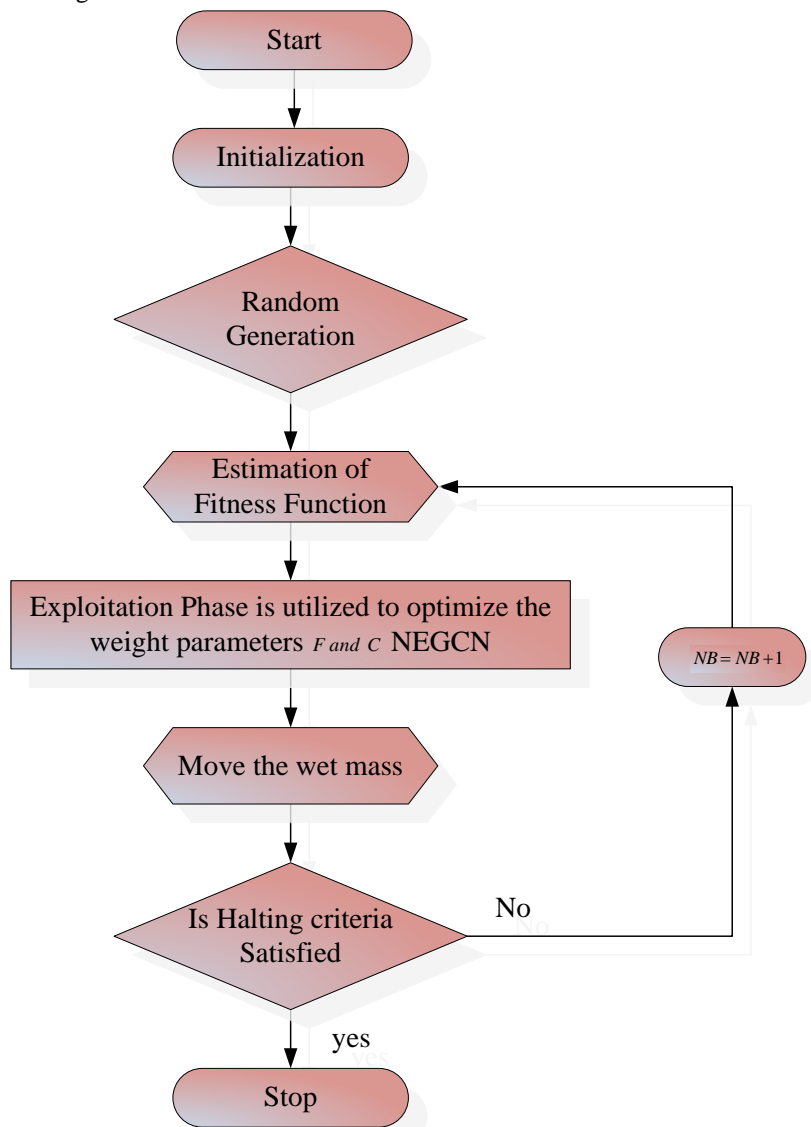 Start
Initialization
Random
Generation
Estimation of
Fitness Function
Exploitation Phase is utilized to optimize the
weight parameters F and C NEGCN
NB = NB + 1
Move the wet mass
Is Halting criteria
Satisfied
No
yes
Stop